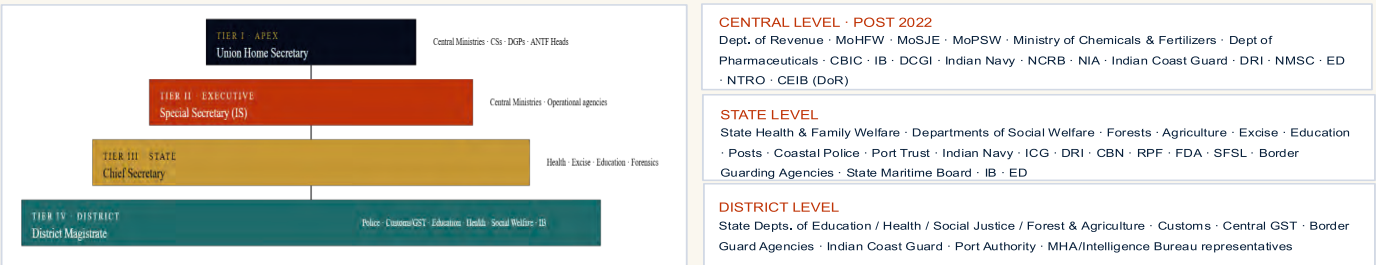 TIER I · APEX
Union Home Secretary
Central Ministries · CSs · DGPs · ANTF Heads
TIER II · EXECUTIVE
Special Secretary (IS)
Central Ministries · Operational agencies
TIER III · STATE
Chief Secretary
Health · Excise · Education · Forensics
TIER IV · DISTRICT
District Magistrate
Police · Customs/GST · Education · Health · Social Welfare · IB
CENTRAL LEVEL · POST 2022
Dept. of Revenue · MoHFW · MoSJE · MoPSW · Ministry of Chemicals & Fertilizers · Dept of
Pharmaceuticals · CBIC · IB · DCGI · Indian Navy · NCRB · NIA · Indian Coast Guard · DRI · NMSC · ED
· NTRO · CEIB (DoR)
STATE LEVEL
State Health & Family Welfare · Departments of Social Welfare · Forests · Agriculture · Excise · Education
· Posts · Coastal Police · Port Trust · Indian Navy · ICG · DRI · CBN · RPF · FDA · SFSL · Border
Guarding Agencies · State Maritime Board · IB · ED
DISTRICT LEVEL
State Depts. of Education / Health / Social Justice / Forest & Agriculture · Customs · Central GST · Border
Guard Agencies · Indian Coast Guard · Port Authority · MHA/Intelligence Bureau representatives